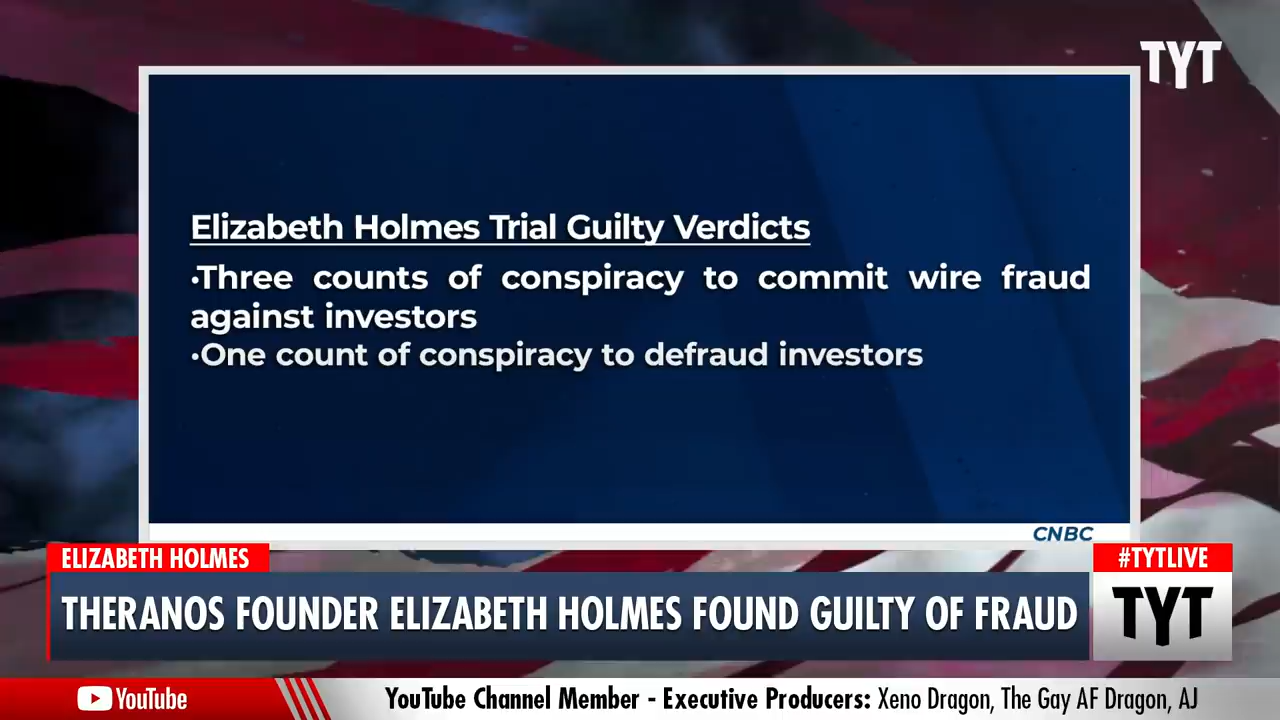 TYT
Elizabeth Holmes Trial Guilty Verdicts
•Three counts of conspiracy to commit wire fraud
against investors
•One count of conspiracy to defraud investors
CNBC
ELIZABETH HOLMES
#TYTLIVE
THERANOS FOUNDER ELIZABETH HOLMES FOUND GUILTY OF FRAUD
TYT
YouTube
YouTube Channel Member - Executive Producers: Xeno Dragon, The Gay AF Dragon, AJ